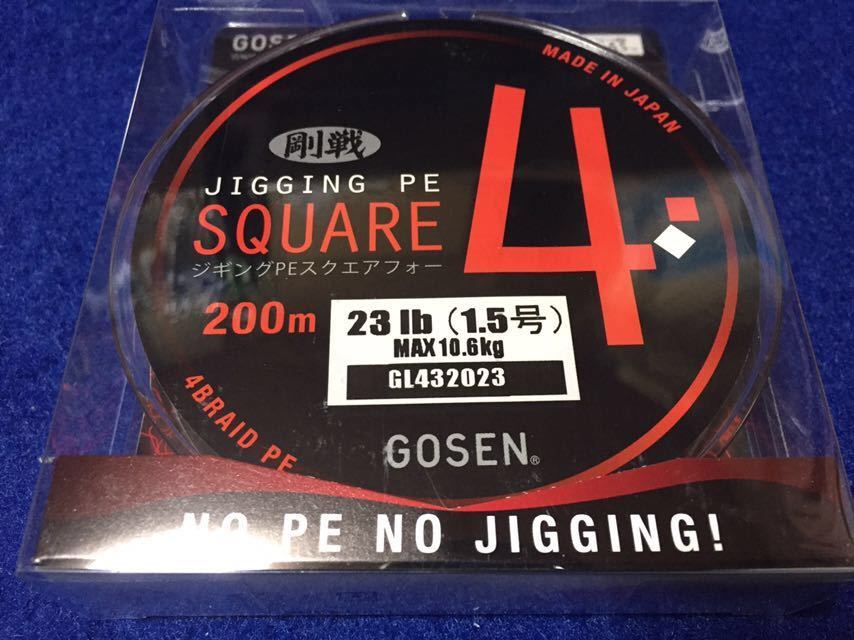 GOSEN
MADE IN JAPAN
剛戦
JIGGING PE
SQUARE
4
ジギングPEスクエアフォー
200m
23 lb (1.5号)
MAX10.6kg
GL432023
4BRAID PE
GOSEN®
NO PE NO JIGGING!